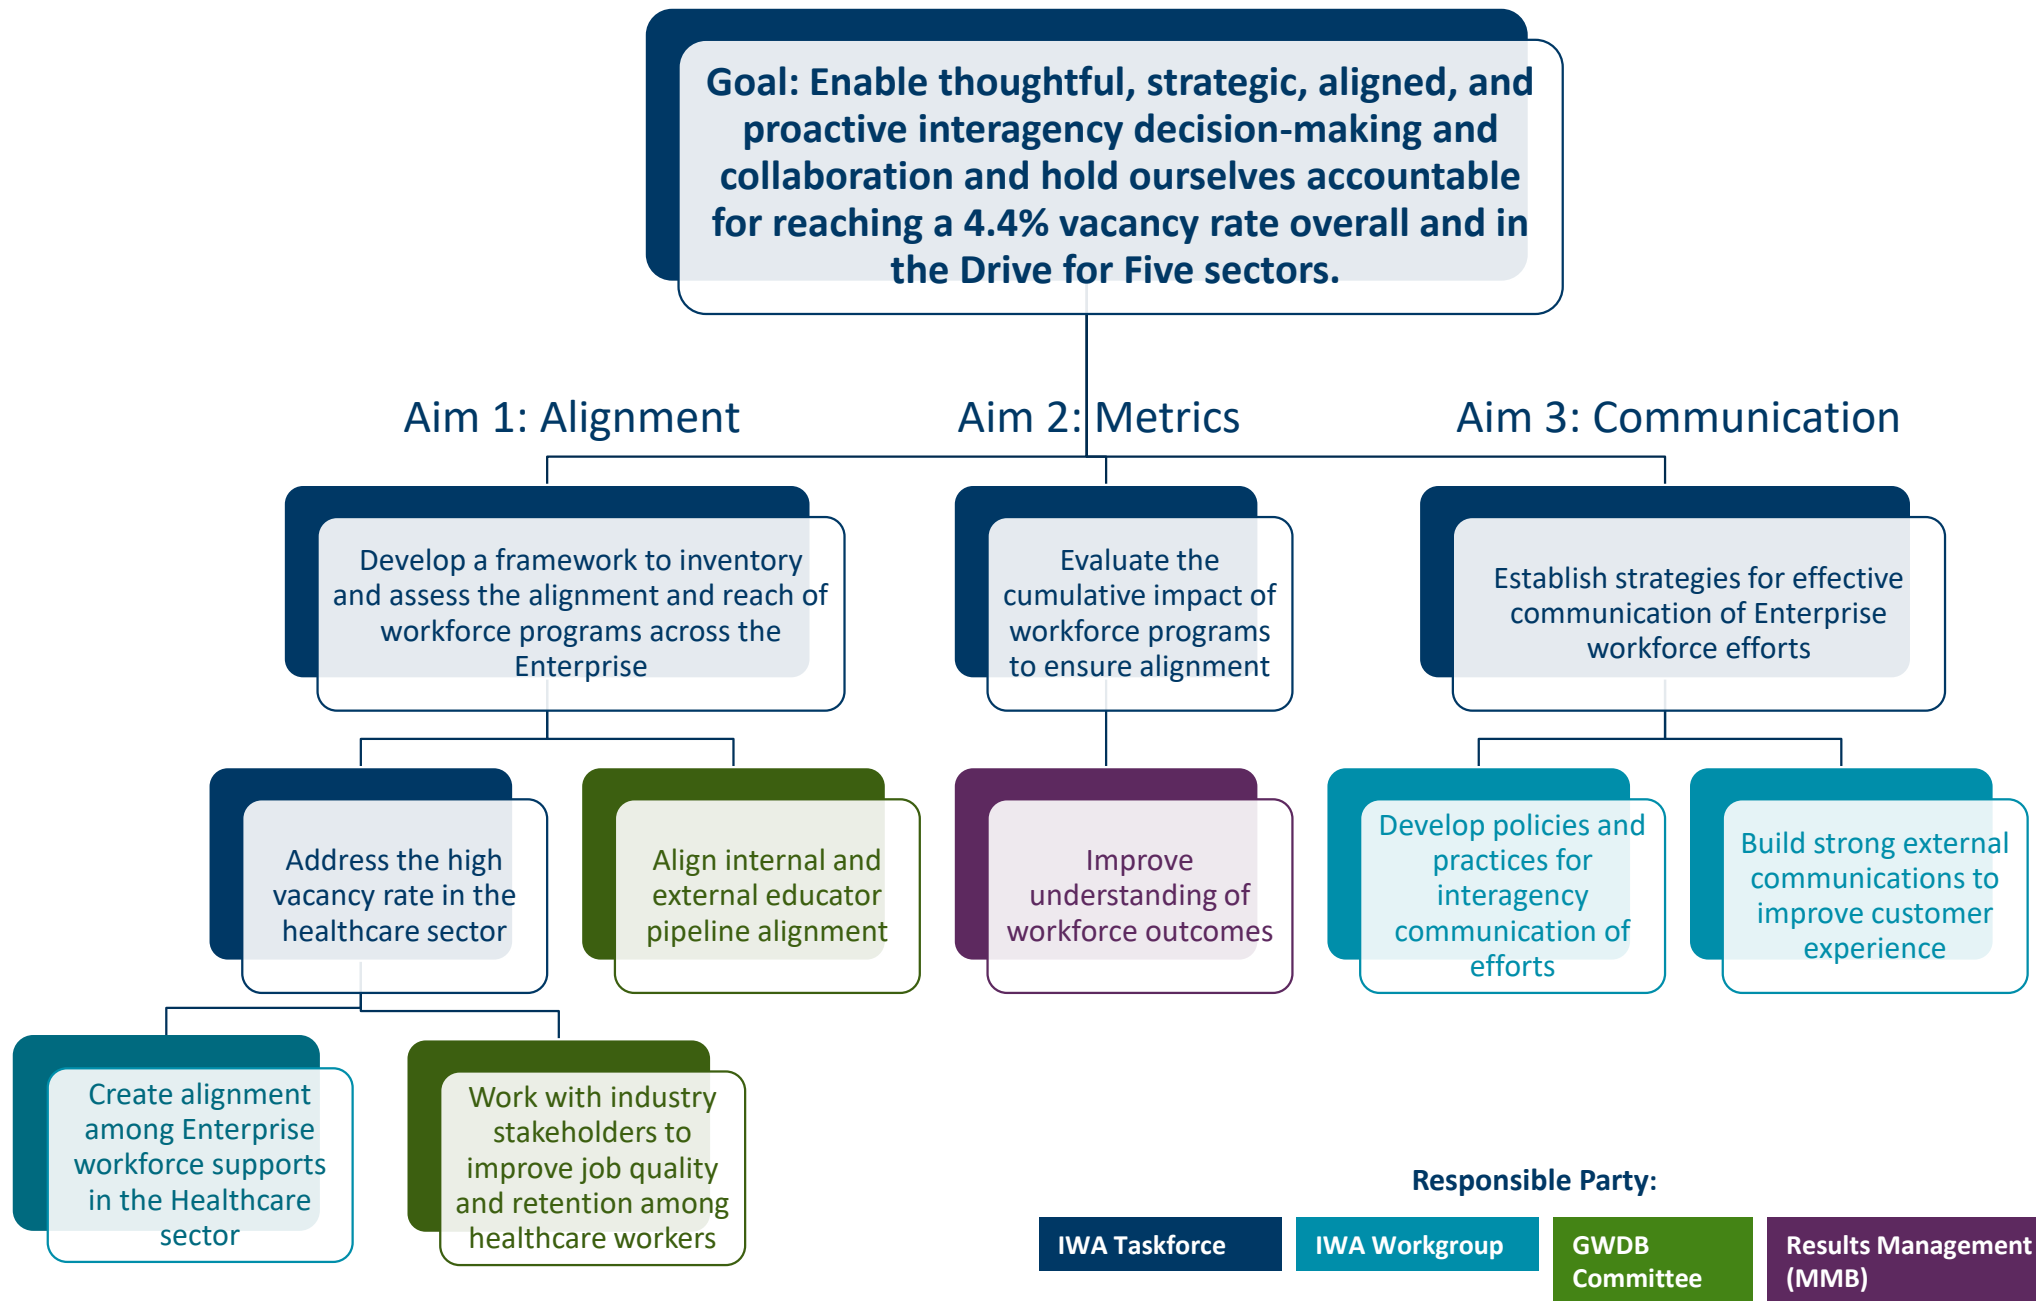 Goal: Enable thoughtful, strategic, aligned, and
proactive interagency decision-making and
collaboration and hold ourselves accountable
for reaching a 4.4% vacancy rate overall and in
the Drive for Five sectors.
Aim 1: Alignment
Aim 2: Metrics
Aim 3: Communication
Develop a framework to inventory
and assess the alignment and reach of
workforce programs across the
Enterprise
Evaluate the
cumulative impact of
workforce programs
to ensure alignment
Establish strategies for effective
communication of Enterprise
workforce efforts
Address the high
vacancy rate in the
healthcare sector
Align internal and
external educator
pipeline alignment
Improve
understanding of
workforce outcomes
Develop policies and
practices for
interagency
communication of
efforts
Build strong external
communications to
improve customer
experience
Create alignment
among Enterprise
workforce supports
in the Healthcare
sector
Work with industry
stakeholders to
improve job quality
and retention among
healthcare workers
Responsible Party:
IWA Taskforce
IWA Workgroup
GWDB
Committee
Results Management
(MMB)